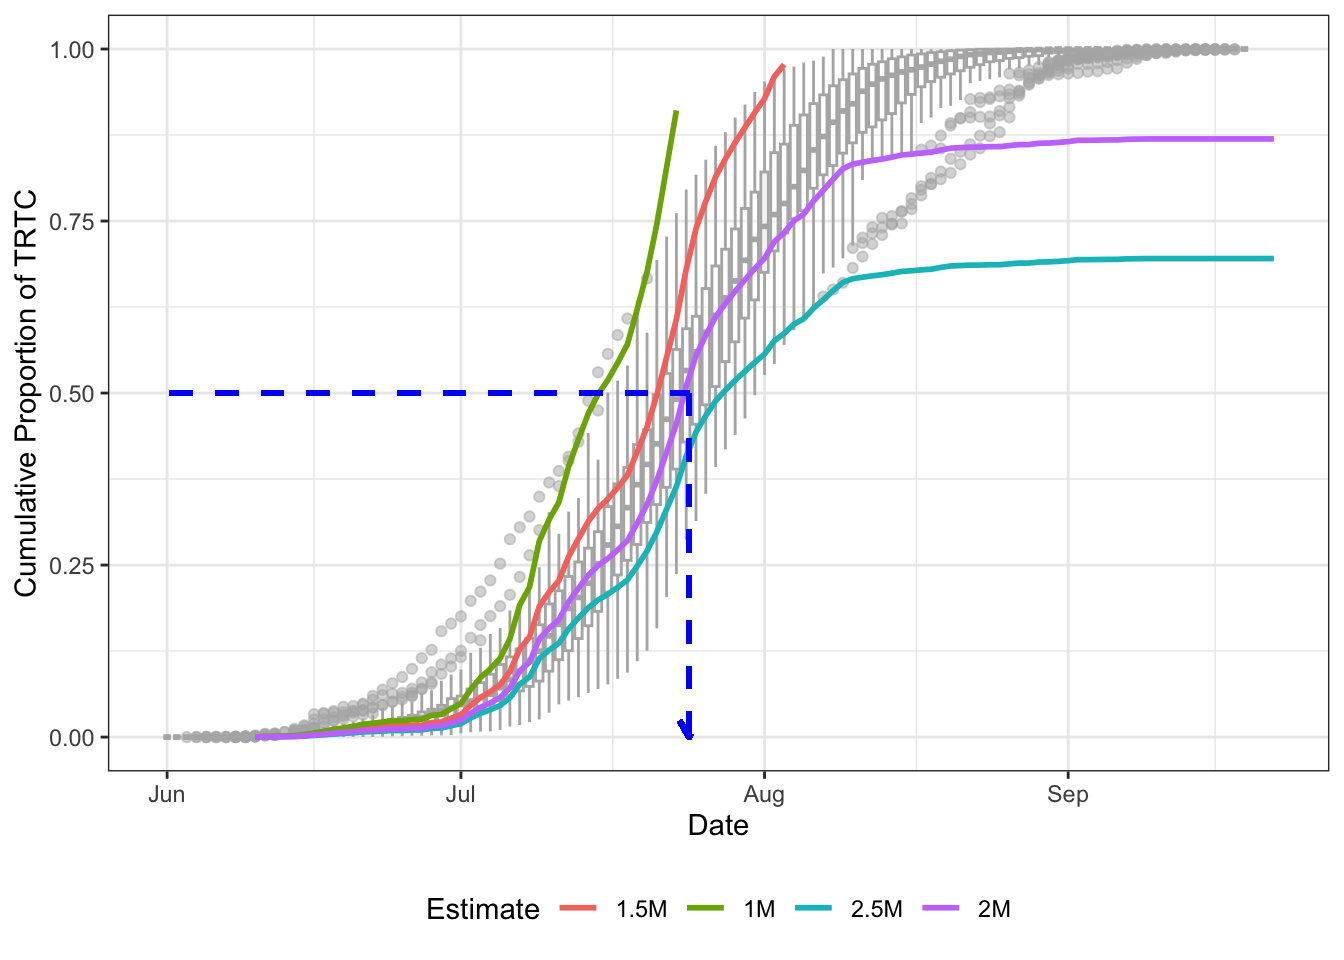 1.00
0.75
0.50
0.25
0.00
Cumulative Proportion of TRTC
Jun Jul Aug Sep
Date
Estimate 1.5M 1M 2.5M 2M